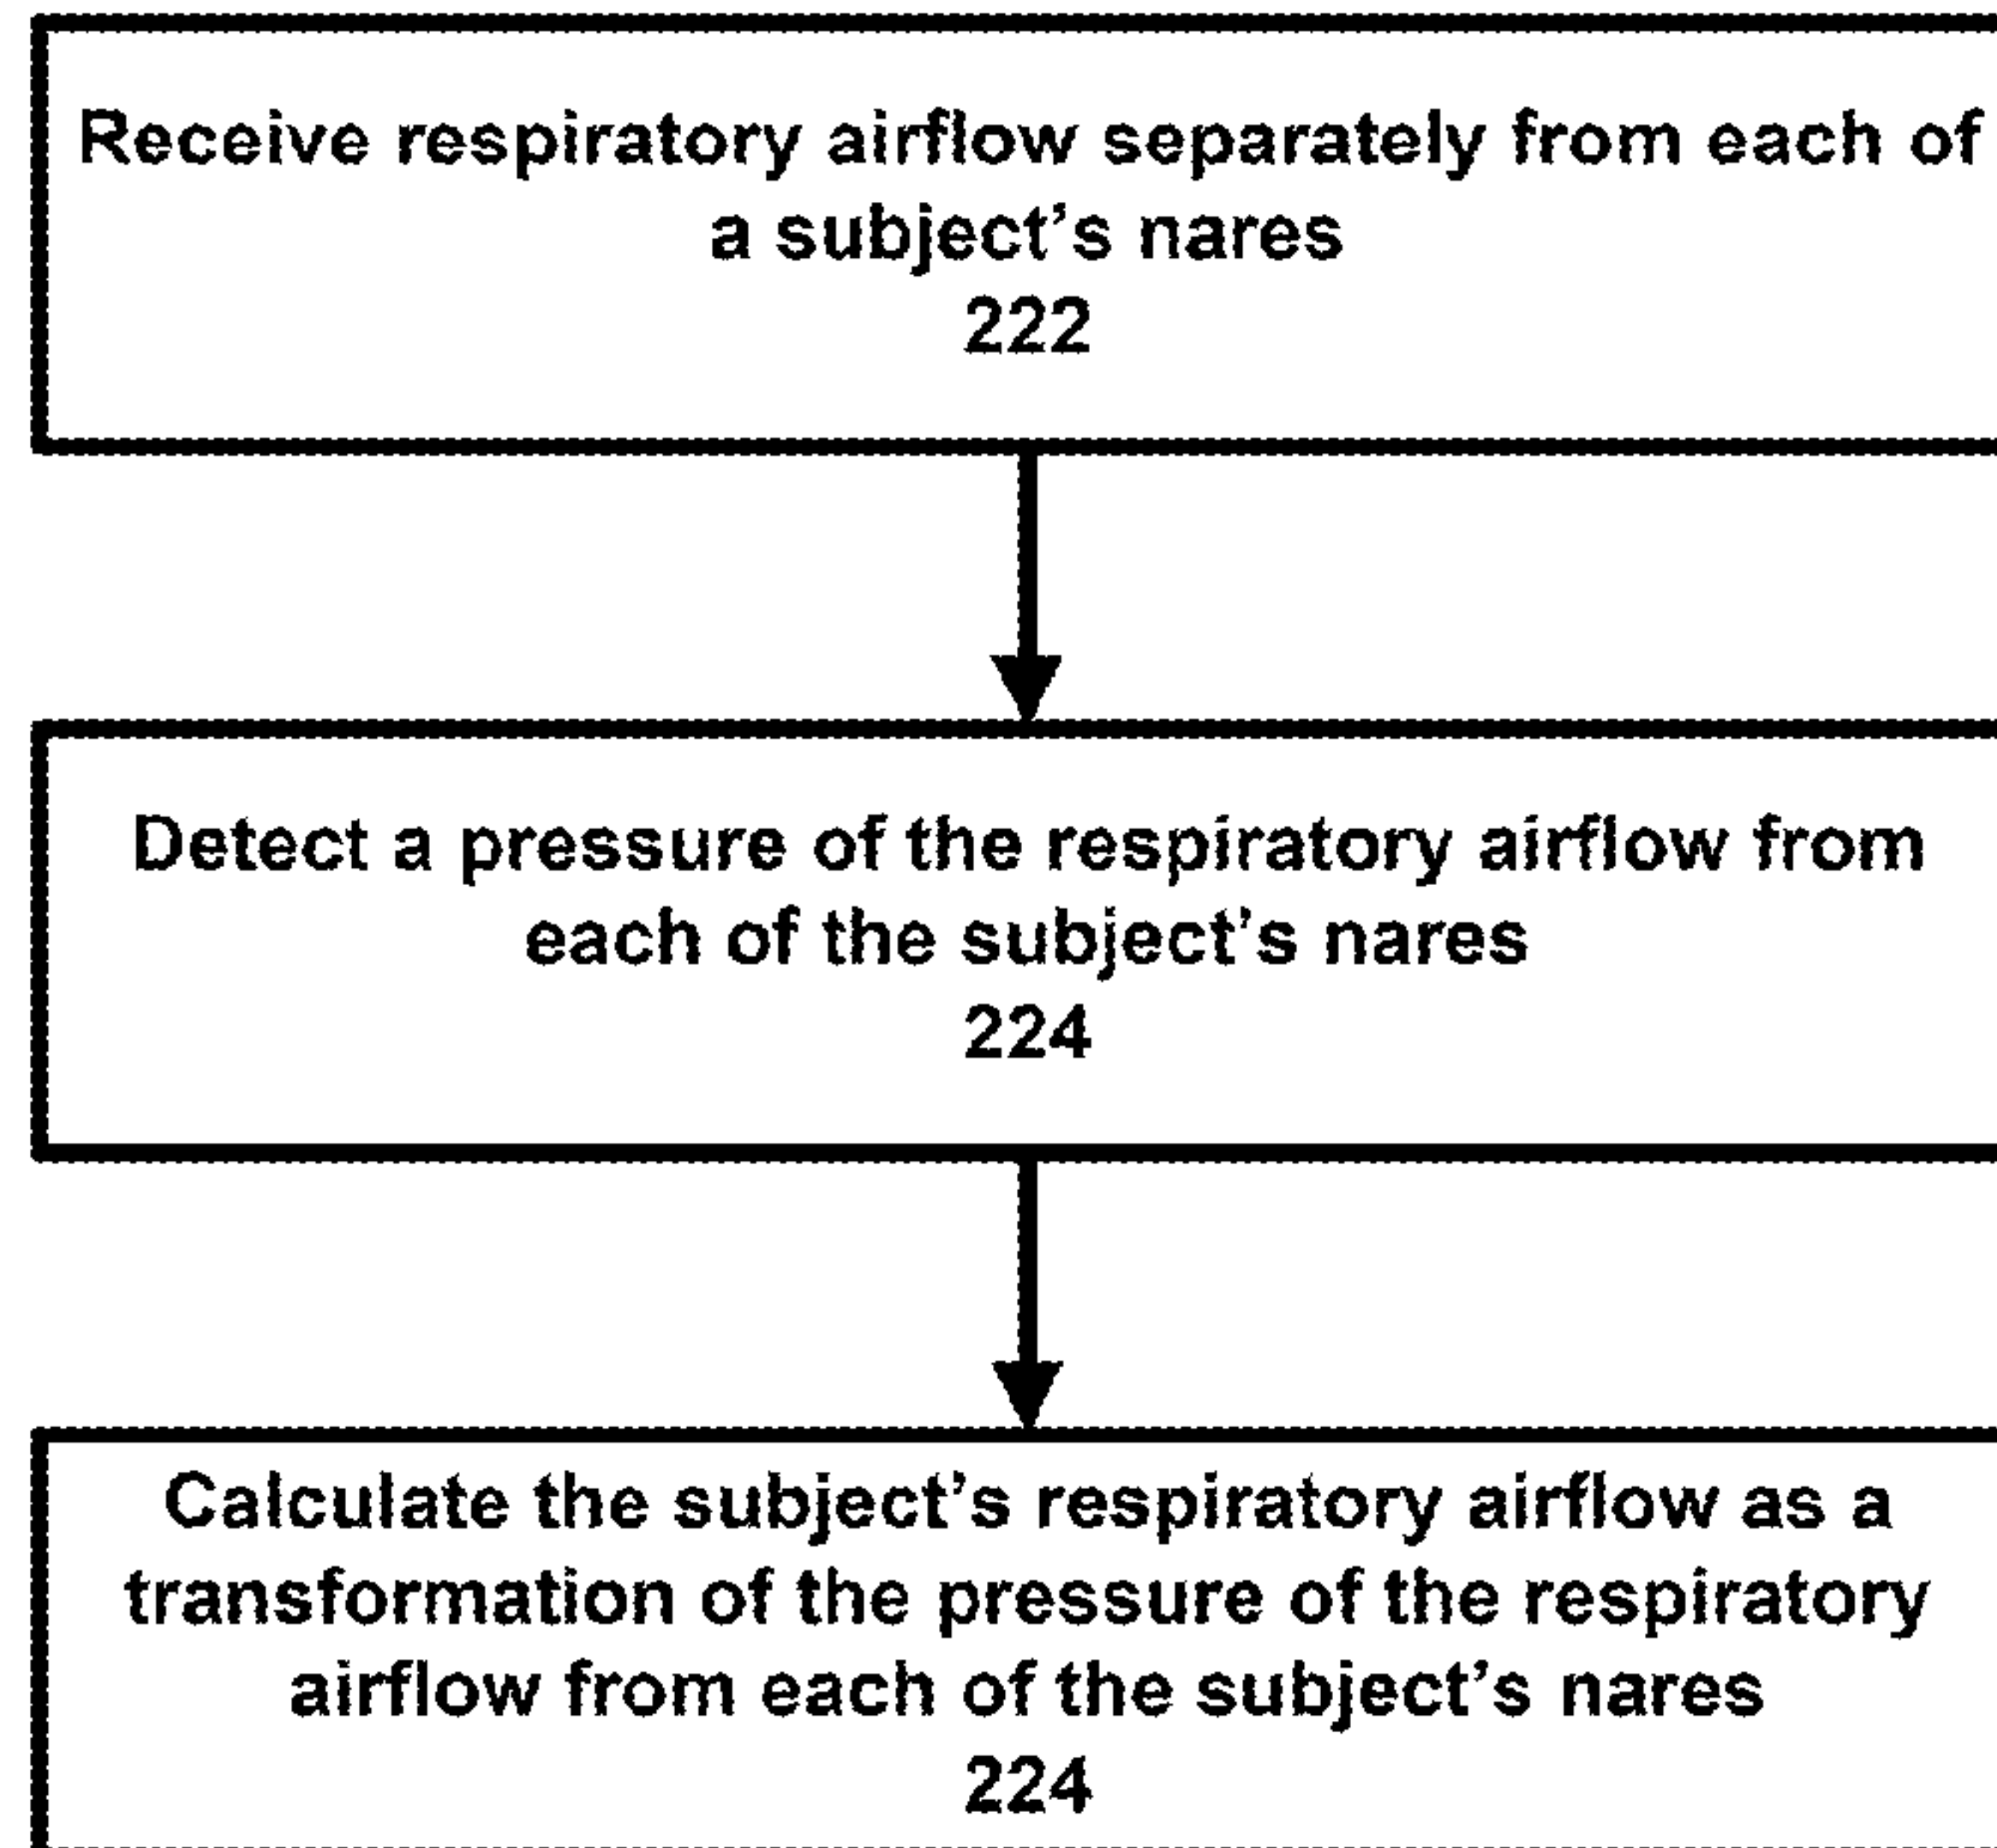 Receive respiratory airflow separately from each of
a subject's nares
222
Detect a pressure of the respiratory airflow from
each of the subject's nares
224
Calculate the subject's respiratory airflow as a
transformation of the pressure of the respiratory
airflow from each of the subject's nares
224